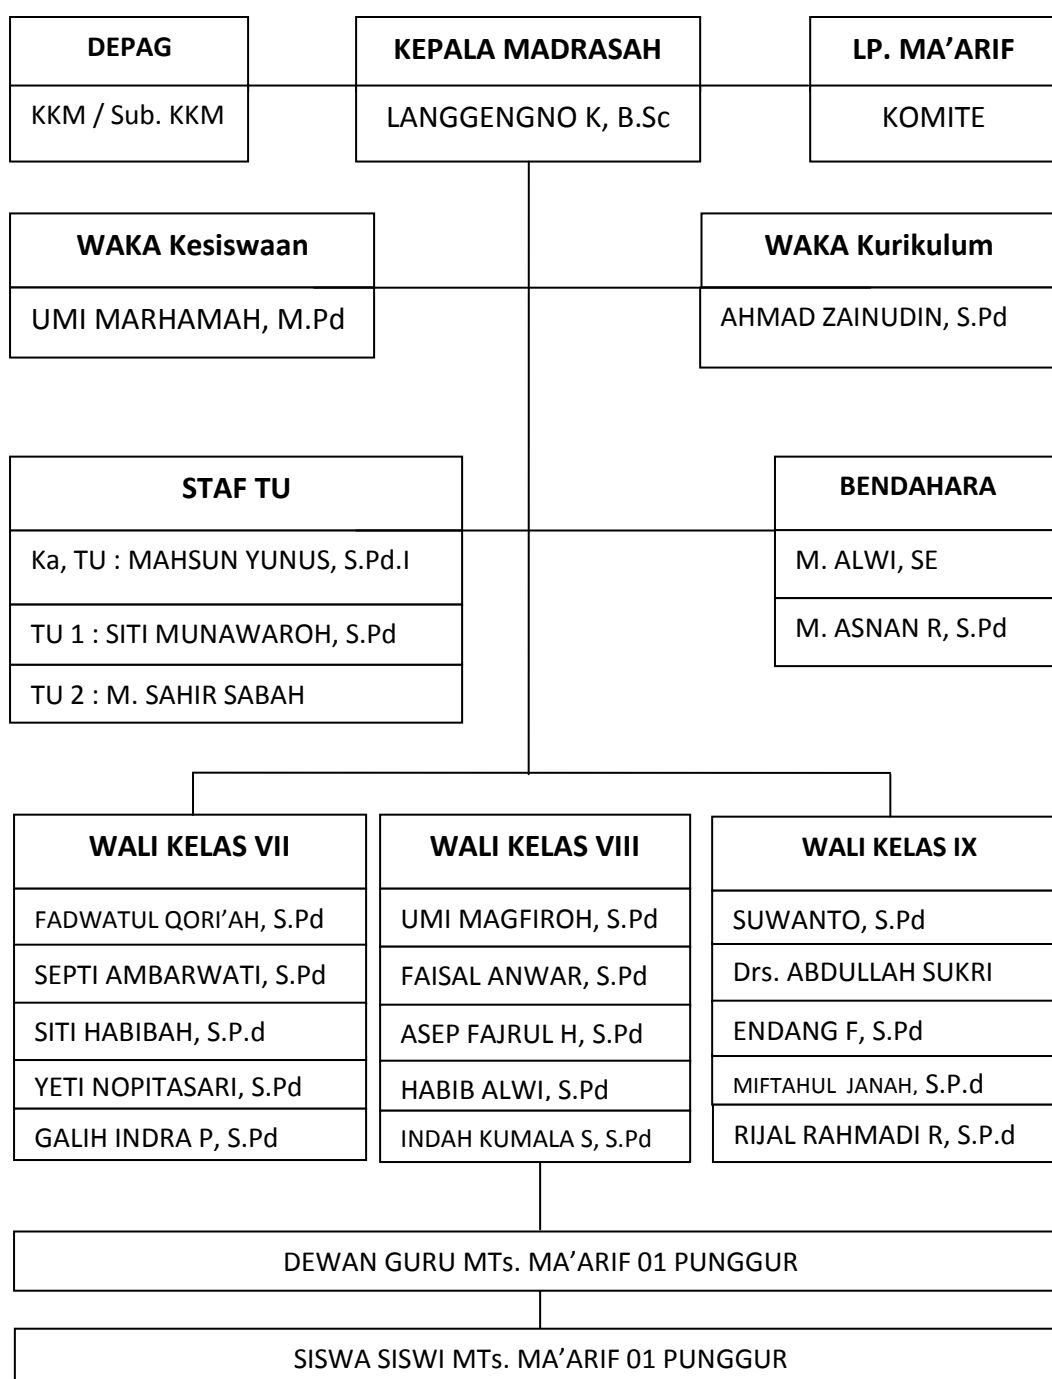 DEPAG
KKM / Sub. KKM
KEPALA MADRASAH
LANGGENGNO K, B.Sc
LP. MA’ARIF
KOMITE
WAKA Kesiswaan
UMI MARHAMAH, M.Pd
WAKA Kurikulum
AHMAD ZAINUDIN, S.Pd
STAF TU
Ka, TU : MAHSUN YUNUS, S.Pd.I
TU 1 : SITI MUNAWAROH, S.Pd
TU 2 : M. SAHIR SABAH
BENDAHARA
M. ALWI, SE
M. ASNAN R, S.Pd
WALI KELAS VII
FADWATUL QORI’AH, S.Pd
SEPTI AMBARWATI, S.Pd
SITI HABIBAH, S.P.d
YETI NOPITASARI, S.Pd
GALIH INDRA P, S.Pd
WALI KELAS VIII
UMI MAGFIROH, S.Pd
FAISAL ANWAR, S.Pd
ASEP FAJRUL H, S.Pd
HABIB ALWI, S.Pd
INDAH KUMALA S, S.Pd
WALI KELAS IX
SUWANTO, S.Pd
Drs. ABDULLAH SUKRI
ENDANG F, S.Pd
MIFTAHUL JANAH, S.P.d
RIJAL RAHMADI R, S.P.d
DEWAN GURU MTs. MA’ARIF 01 PUNGGUR
SISWA SISWI MTs. MA’ARIF 01 PUNGGUR